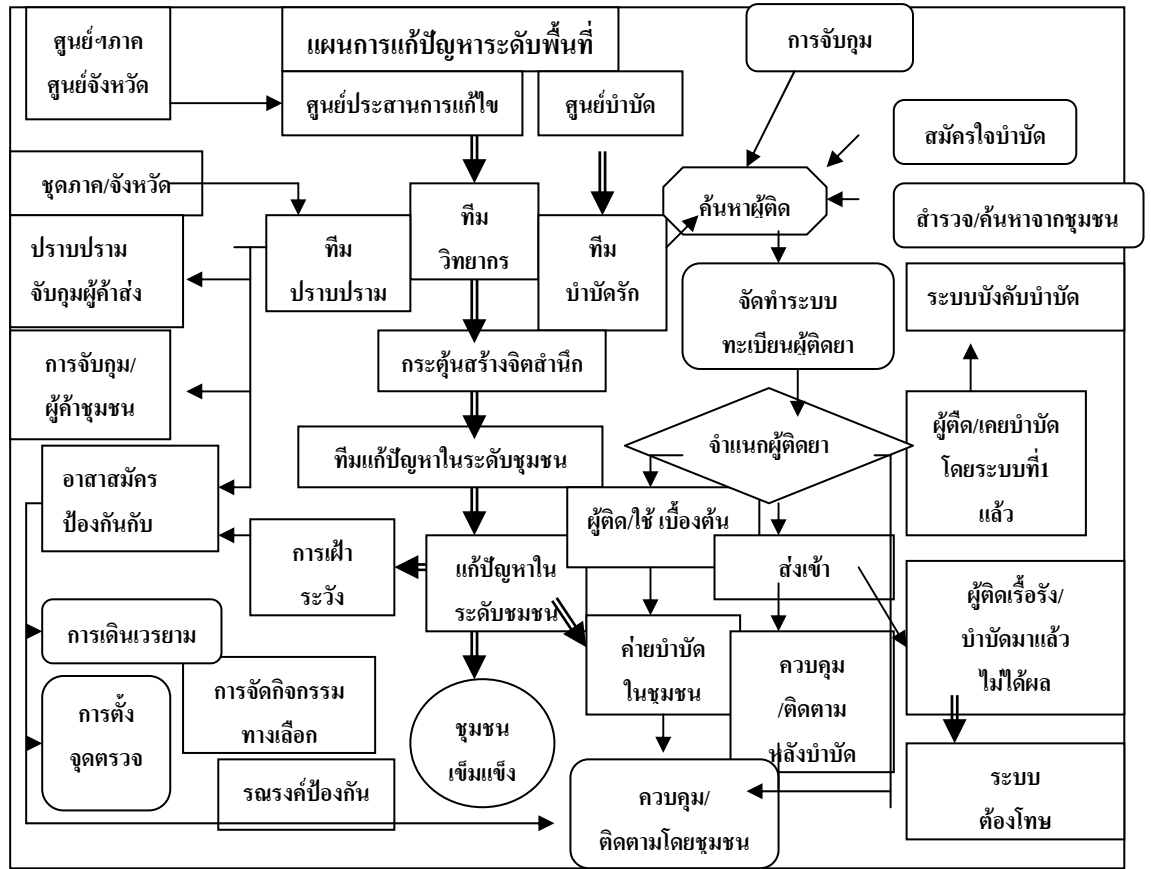 ศูนย์ฯภาค
ศูนย์จังหวัด
แผนการแก้ปัญหาระดับพื้นที่
การจับกุม
ศูนย์ประสานการแก้ไข
ศูนย์บำบัด
สมัครใจบำบัด
ชุดภาค/จังหวัด
ทีม
วิทยากร
ค้นหาผู้ติด
สำรวจ/ค้นหาจากชุมชน
ปราบปราม
จับกุมผู้ค้าส่ง
ทีม
ปราบปราม
ทีม
บำบัดรัก
จัดทำระบบ
ทะเบียนผู้ติดยา
ระบบบังคับบำบัด
การจับกุม/
ผู้ค้าชุมชน
กระตุ้นสร้างจิตสำนึก
ผู้ตืด/เคยบำบัด
โดยระบบที่1
แล้ว
จำแนกผู้ติดยา
ทีมแก้ปัญหาในระดับชุมชน
อาสาสมัคร
ป้องกันกับ
ผู้ติด/ใช้ เบื้องต้น
การเฝ้า
ระวัง
แก้ปัญหาใน
ระดับชมชน
ส่งเข้า
ผู้ติดเรื้อรัง/
บำบัดมาแล้ว
ไม่ได้ผล
การเดินเวรยาม
ค่ายบำบัด
ในชุมชน
ควบคุม
/ติดตาม
หลังบำบัด
การจัดกิจกรรม
ทางเลือก
การตั้ง
จุดตรวจ
ชุมชน
เข็มแข็ง
รณรงค์ป้องกัน
ควบคุม/
ติดตามโดยชุมชน
ระบบ
ต้องโทษ